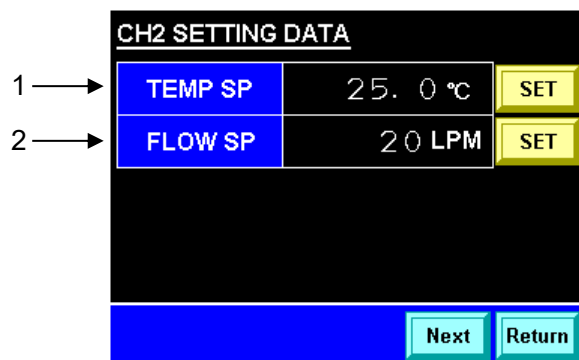 CH2 SETTING DATA
1 TEMP SP 25. 0 ℃ SET
2 FLOW SP 20 LPM SET
Next Return